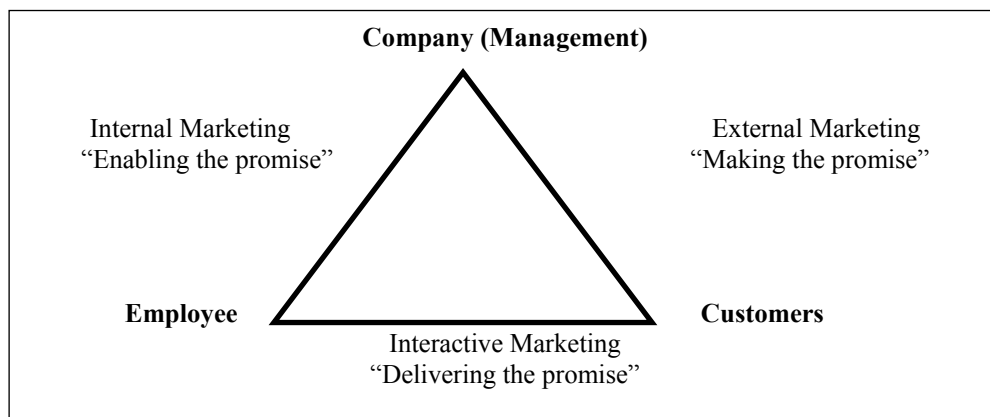 Company (Management)
Internal Marketing
“Enabling the promise”
External Marketing
“Making the promise”
Employee
Customers
Interactive Marketing
“Delivering the promise”